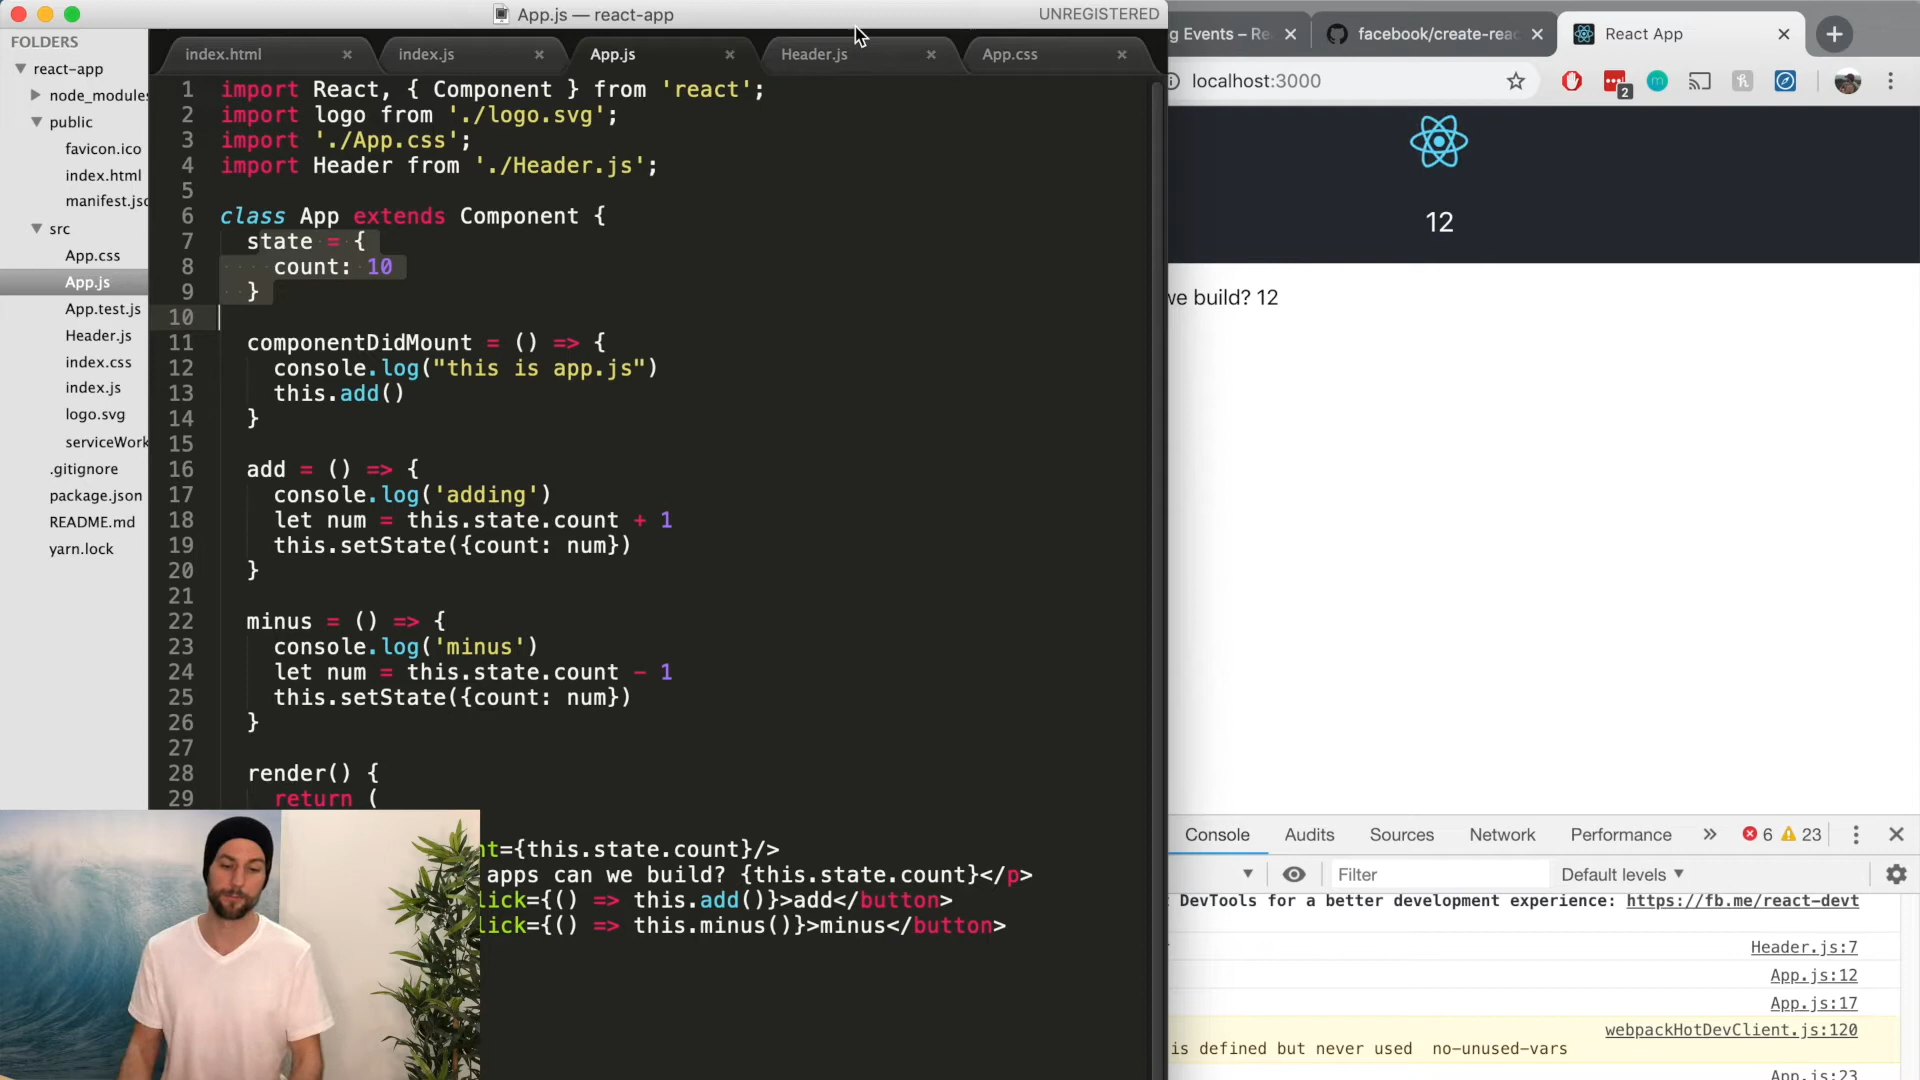 App.js — react-app
UNREGISTERED
FOLDERS
react-app
node_modules
public
favicon.ico
index.html
manifest.jso
src
App.css
App.js
App.test.js
Header.js
index.css
index.js
logo.svg
serviceWork
.gitignore
package.json
README.md
yarn.lock
index.html
index.js
App.js
Header.js
App.css
1 import React, { Component } from 'react';
2 import logo from './logo.svg';
3 import './App.css';
4 import Header from './Header.js';
5
6 class App extends Component {
7 state = {
8 count: 10
9 }
10
11 componentDidMount = () => {
12 console.log("this is app.js")
13 this.add()
14 }
15
16 add = () => {
17 console.log('adding')
18 let num = this.state.count + 1
19 this.setState({count: num})
20 }
21
22 minus = () => {
23 console.log('minus')
24 let num = this.state.count - 1
25 this.setState({count: num})
26 }
27
28 render() {
29 return (
nt={this.state.count}/>
apps can we build? {this.state.count}</p>
lick={() => this.add()}>add</button>
lick={() => this.minus()}>minus</button>
g Events – Re
facebook/create-reac
React App
localhost:3000
2
12
we build? 12
Console Audits Sources Network Performance » 6 23
Filter
Default levels
DevTools for a better development experience: https://fb.me/react-devt
Header.js:7
App.js:12
App.js:17
webpackHotDevClient.js:120
is defined but never used no-unused-vars
App.js:23